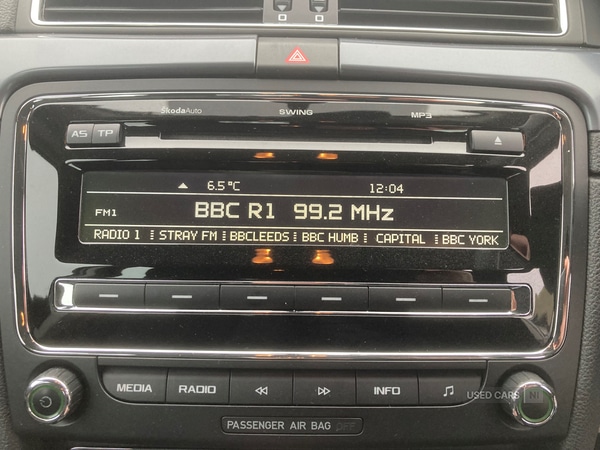 ŠkodaAuto SWING MP3
AS TP
6.5°C 12:04
FM1 BBC R1 99.2 MHz
RADIO 1 STRAY FM BBCLEEDS BBC HUMB CAPITAL BBC YORK
MEDIA RADIO INFO
USED CARS NI
PASSENGER AIR BAG OFF